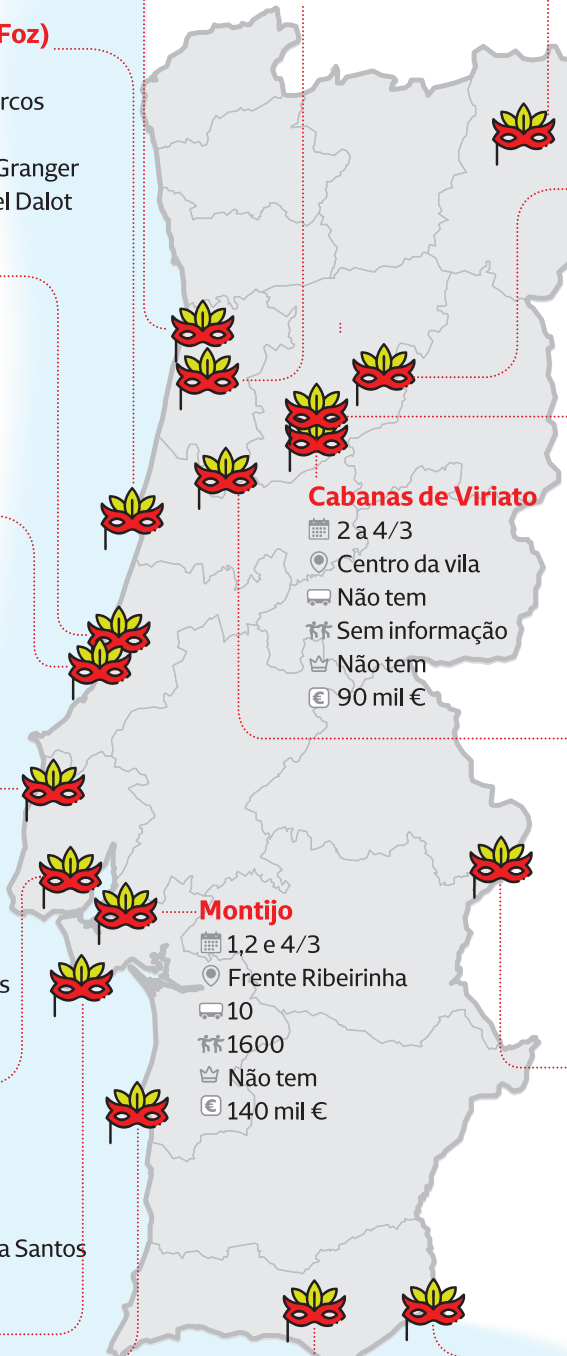 Foz)
rcos
Granger
el Dalot
Cabanas de Viriato
2 a 4/3
Centro da vila
Não tem
Sem informação
Não tem
€ 90 mil €
Montijo
1,2 e 4/3
Frente Ribeirinha
10
1600
Não tem
€ 140 mil €
s
a Santos